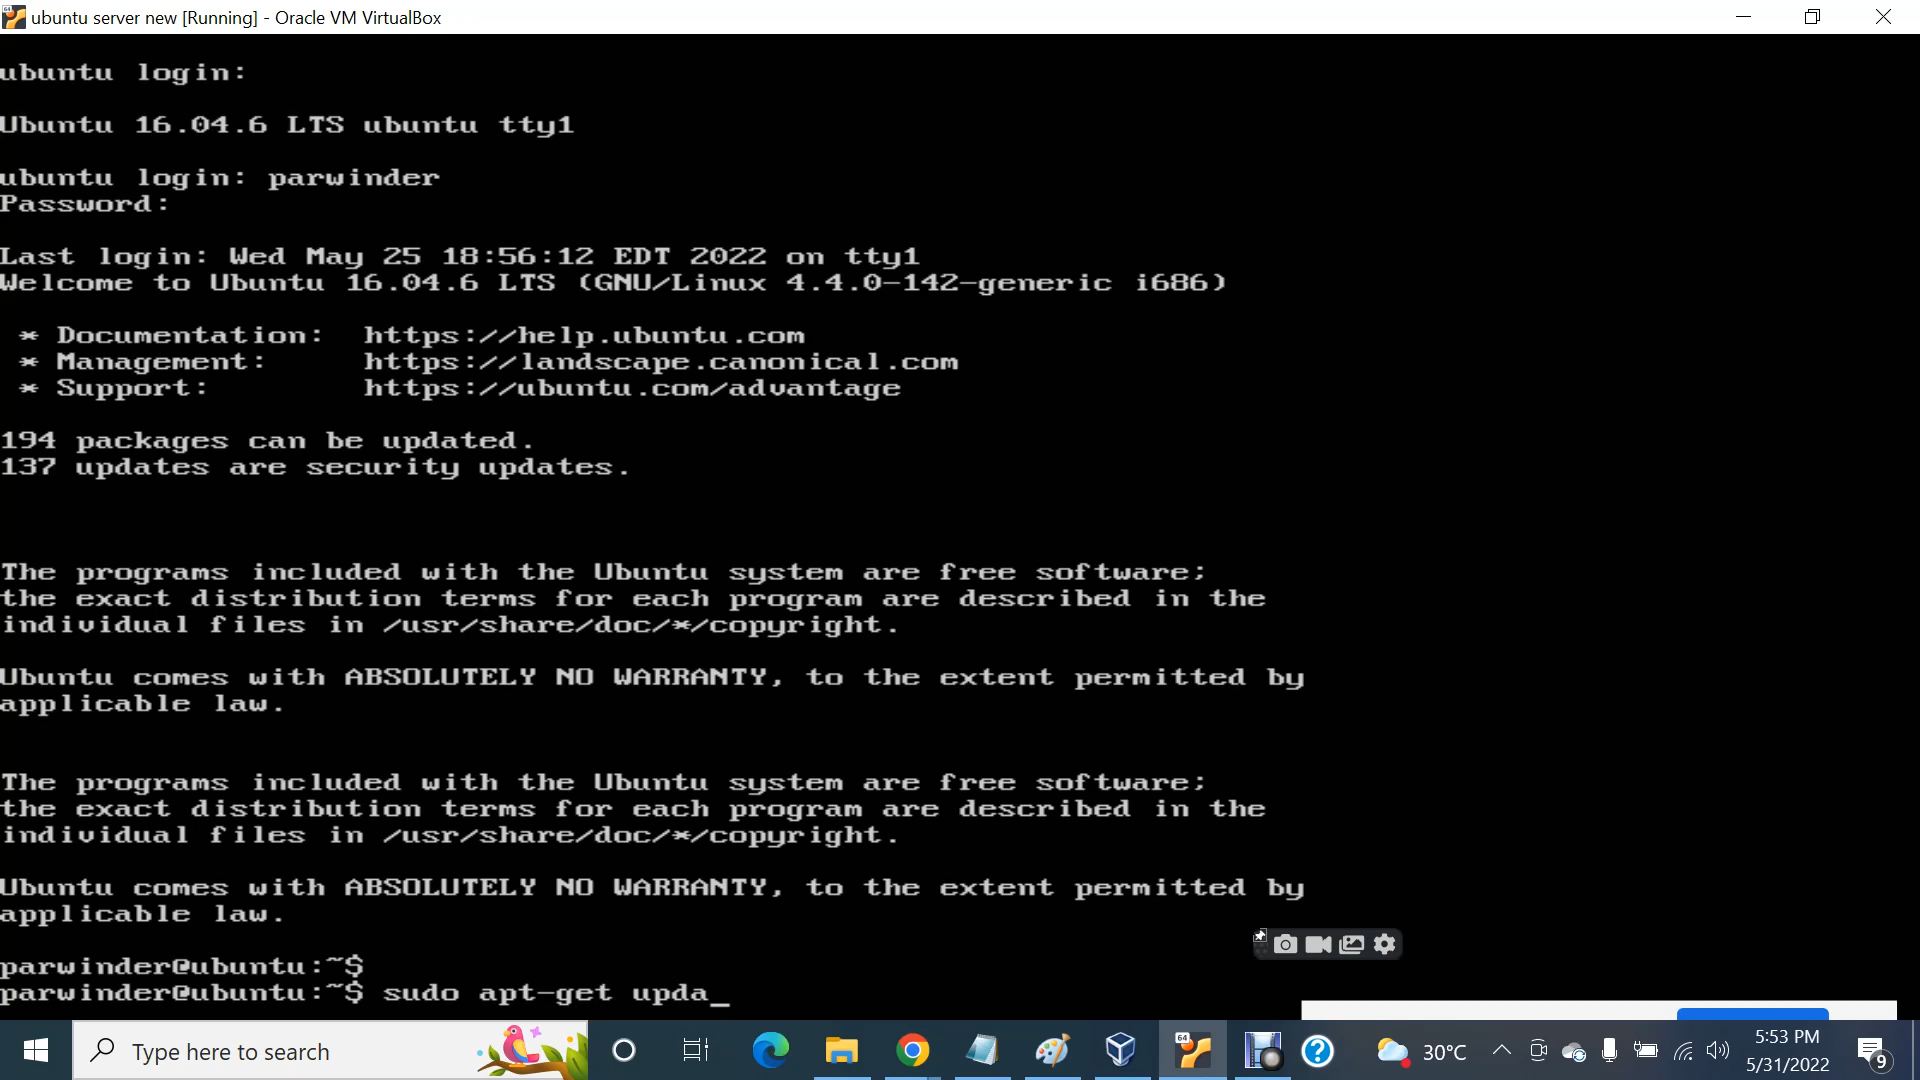 ubuntu server new [Running] - Oracle VM VirtualBox
ubuntu login:
Ubuntu 16.04.6 LTS ubuntu tty1
ubuntu login: parwinder
Password:
Last login: Wed May 25 18:56:12 EDT 2022 on tty1
Welcome to Ubuntu 16.04.6 LTS (GNU/Linux 4.4.0-142-generic i686)
* Documentation:  https://help.ubuntu.com
* Management:     https://landscape.canonical.com
* Support:        https://ubuntu.com/advantage
194 packages can be updated.
137 updates are security updates.
The programs included with the Ubuntu system are free software;
the exact distribution terms for each program are described in the
individual files in /usr/share/doc/*/copyright.
Ubuntu comes with ABSOLUTELY NO WARRANTY, to the extent permitted by
applicable law.
The programs included with the Ubuntu system are free software;
the exact distribution terms for each program are described in the
individual files in /usr/share/doc/*/copyright.
Ubuntu comes with ABSOLUTELY NO WARRANTY, to the extent permitted by
applicable law.
parwinder@ubuntu:~$
parwinder@ubuntu:~$ sudo apt-get upda_
Type here to search
64
30°C
5:53 PM
5/31/2022
9